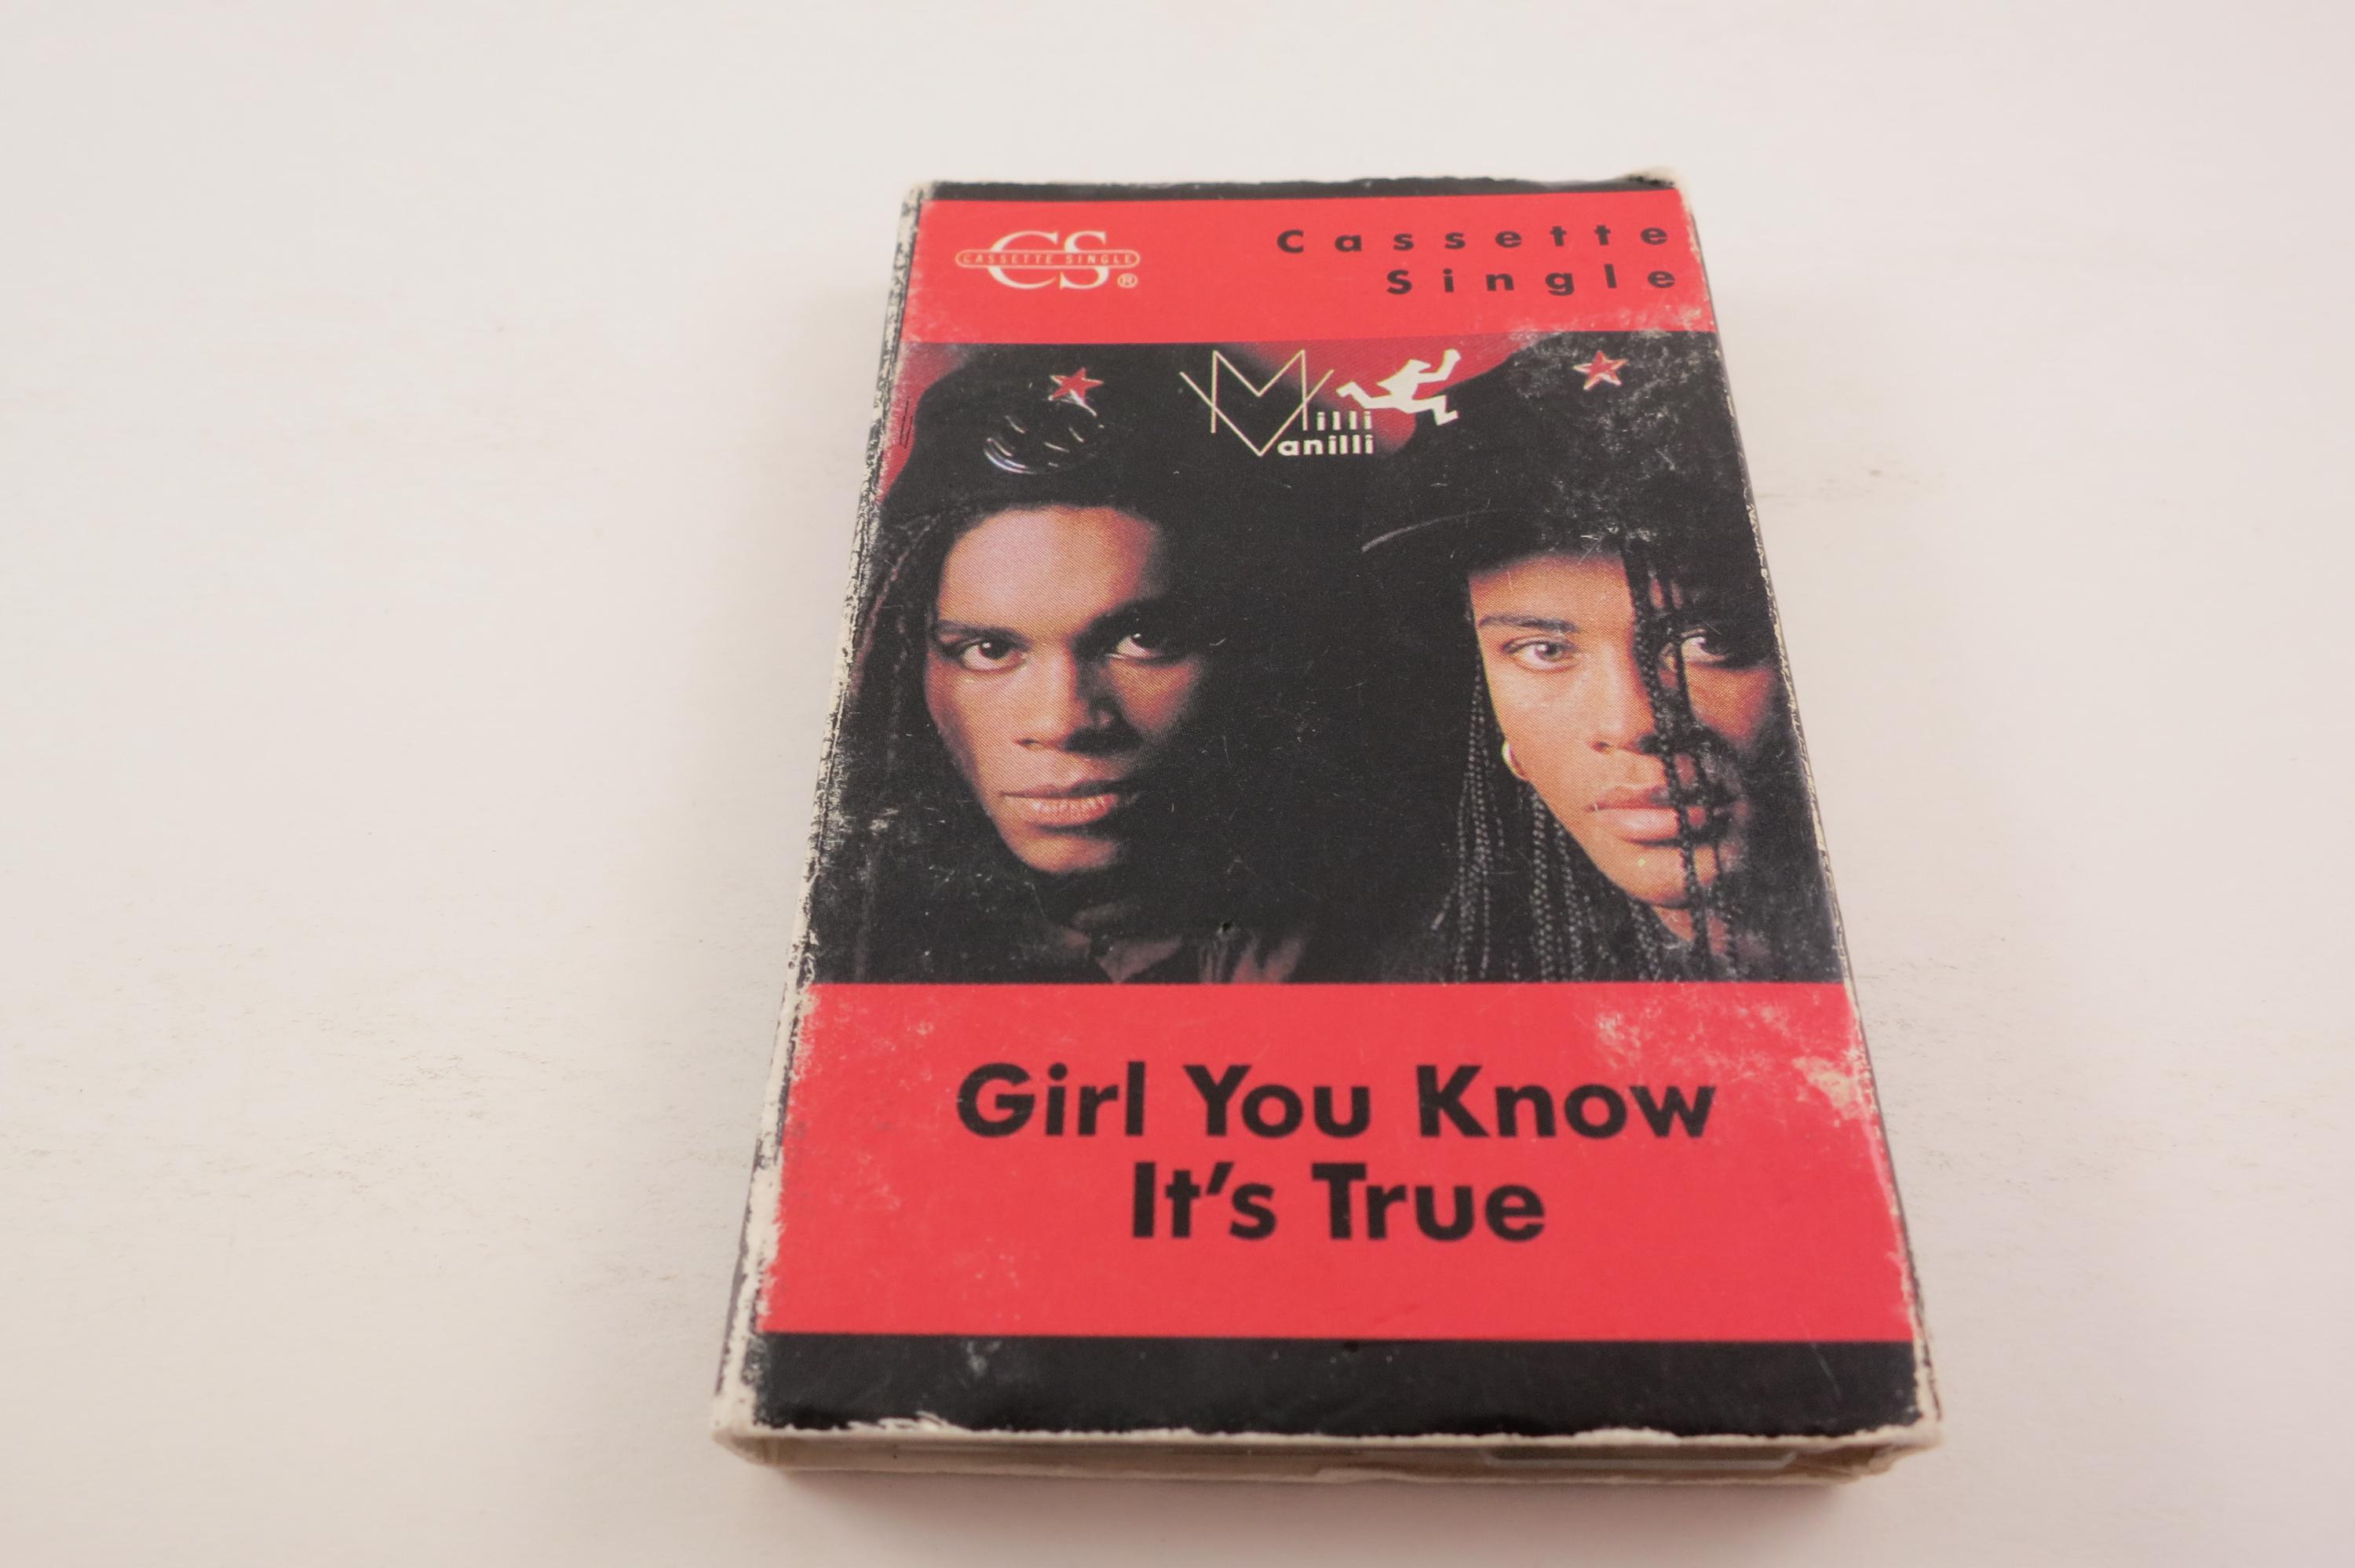 CS
CASSETTE SINGLE
®
Cassette
Single
Milli
Vanilli
Girl You Know
It's True